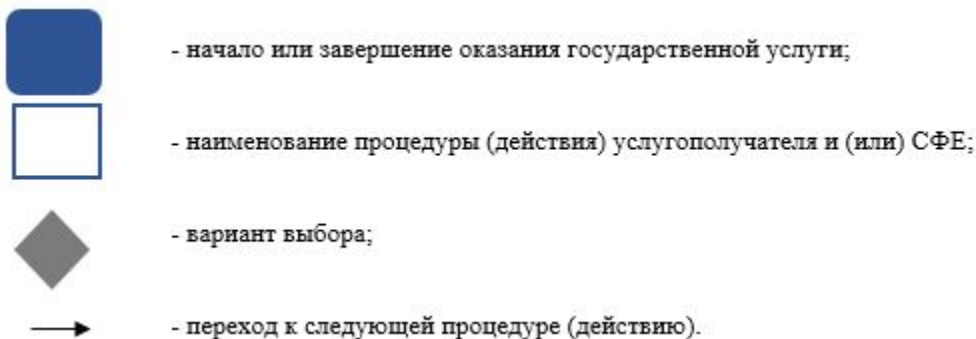 - начало или завершение оказания государственной услуги;
- наименование процедуры (действия) услугополучателя и (или) СФЕ;
- вариант выбора;
- переход к следующей процедуре (действию).